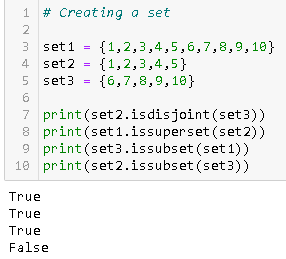 1 # Creating a set
2
3 set1 = {1,2,3,4,5,6,7,8,9,10}
4 set2 = {1,2,3,4,5}
5 set3 = {6,7,8,9,10}
6
7 print(set2.isdisjoint(set3))
8 print(set1.issuperset(set2))
9 print(set3.issubset(set1))
10 print(set2.issubset(set3))
True
True
True
False